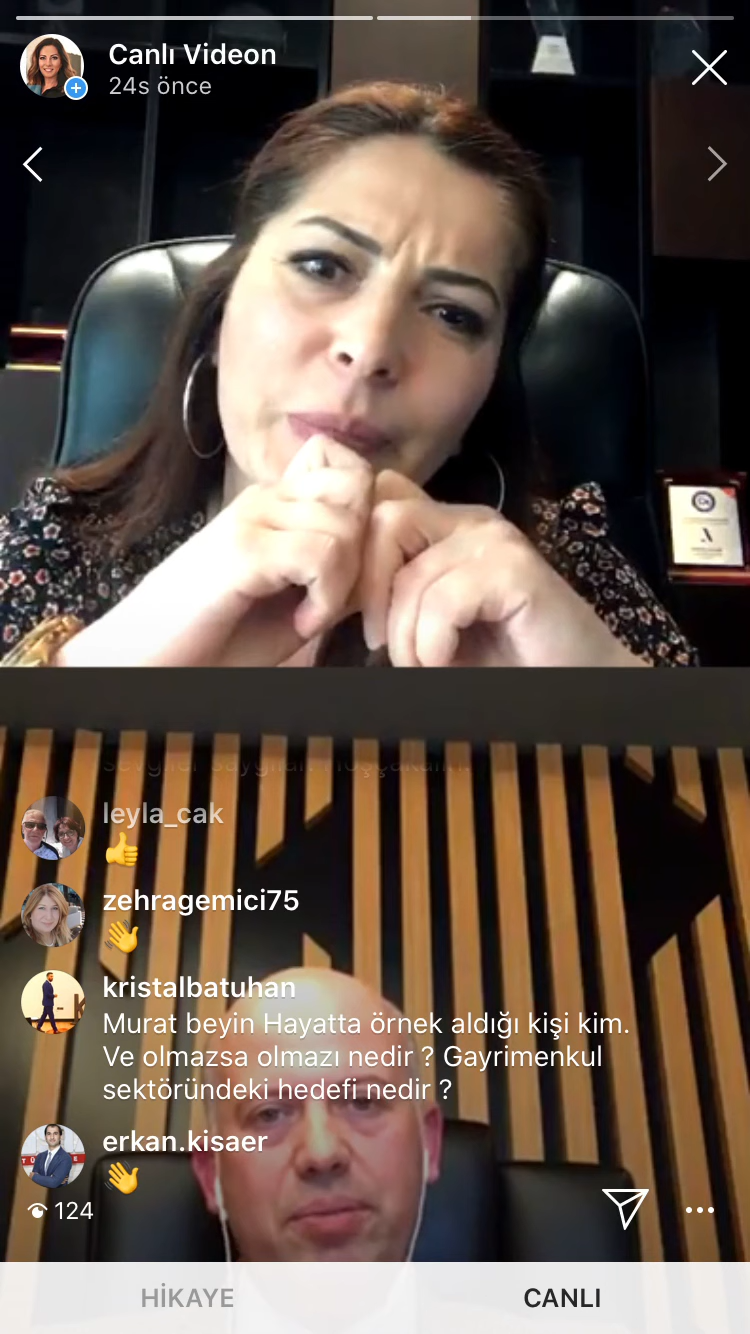 Canlı Videon
24s önce
leyla_cak
👍
zehragemici75
👋
kristalbatuhan
Murat beyin Hayatta örnek aldığı kişi kim.
Ve olmazsa olmazı nedir ? Gayrimenkul
sektöründeki hedefi nedir ?
erkan.kisaer
👋
124
HİKAYE
CANLI